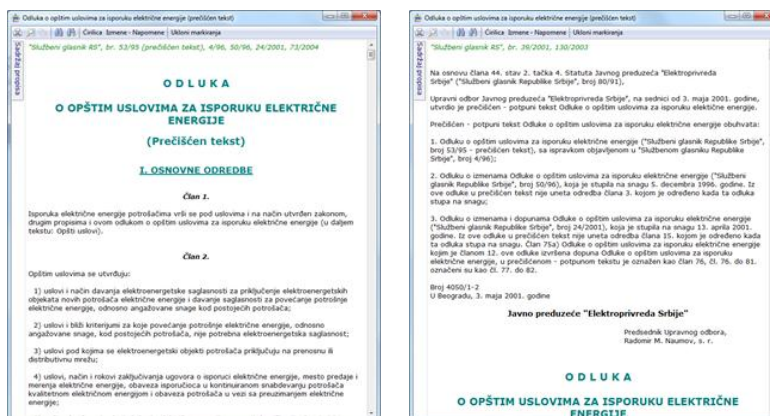 Odluka o opštim uslovima za isporuku električne energije (prečišćen tekst)
Ćirilica Izmene - Napomene Ukloni markiranja
Sadržaj propisa
"Službeni glasnik RS", br. 53/95 (prečišćen tekst), 4/96, 50/96, 24/2001, 73/2004
O D L U K A
O OPŠTIM USLOVIMA ZA ISPORUKU ELEKTRIČNE
ENERGIJE
(Prečišćen tekst)
I. OSNOVNE ODREDBE
Član 1.
Isporuka električne energije potrošačima vrši se pod uslovima i na način utvrđen zakonom,
drugim propisima i ovom odlukom o opštim uslovima za isporuku električne energije (u daljem
tekstu: Opšti uslovi).
Član 2.
Opštim uslovima se utvrđuju:
1) uslovi i način davanja elektroenergetske saglasnosti za priključenje elektroenergetskih
objekata novih potrošača električne energije i davanje saglasnosti za povećanje potrošnje
električne energije, odnosno angažovane snage kod postojećih potrošača;
2) uslovi i bliži kriterijumi za koje povećanje potrošnje električne energije, odnosno
angažovane snage, kod postojećih potrošača, nije potrebna elektroenergetska saglasnost;
3) uslovi pod kojima se elektroenergetski objekti potrošača priključuju na prenosnu ili
distributivnu mrežu;
4) uslovi, način i rokovi zaključivanja ugovora o isporuci električne energije, mesto predaje i
merenja električne energije, obaveza isporučioca u kontinuiranom snabdevanju potrošača
kvalitetnom električnom energijom i obaveza potrošača u vezi sa preuzimanjem električne
energije;
Odluka o opštim uslovima za isporuku električne energije (prečišćen tekst)
Ćirilica Izmene - Napomene Ukloni markiranja
Sadržaj propisa
"Službeni glasnik RS", br. 39/2001, 130/2003
Na osnovu člana 44. stav 2. tačka 4. Statuta Javnog preduzeća "Elektroprivreda
Srbije" ("Službeni glasnik Republike Srbije", broj 80/91),
Upravni odbor Javnog preduzeća "Elektroprivreda Srbije", na sednici od 3. maja 2001. godine,
utvrdio je prečišćen - potpuni tekst Odluke o opštim uslovima za isporuku električne energije.
Prečišćen - potpuni tekst Odluke o opštim uslovima za isporuku električne energije obuhvata:
1. Odluku o opštim uslovima za isporuku električne energije ("Službeni glasnik Republike Srbije",
broj 53/95 - prečišćen tekst), sa ispravkom objavljenom u "Službenom glasniku Republike
Srbije", broj 4/96);
2. Odluku o izmenama Odluke o opštim uslovima za isporuku električne energije ("Službeni
glasnik Republike Srbije", broj 50/96), koja je stupila na snagu 5. decembra 1996. godine. Iz
ove odluke u prečišćen tekst nije uneta odredba člana 3. kojom je određeno kada ta odluka
stupa na snagu;
3. Odluku o izmenama i dopunama Odluke o opštim uslovima za isporuku električne energije
("Službeni glasnik Republike Srbije", broj 24/2001), koja je stupila na snagu 13. aprila 2001.
godine. Iz ove odluke u prečišćen tekst nije uneta odredba člana 15. kojom je određeno kada
ta odluka stupa na snagu. Član 75a) Odluke o opštim uslovima za isporuku električne energije
kojim je članom 12. ove odluke izvršena dopuna Odluke o opštim uslovima za isporuku
električne energije, u prečišćenom - potpunom tekstu je označen kao član 76, čl. 76. do 81.
označeni su kao čl. 77. do 82.
Broj 4050/1-2
U Beogradu, 3. maja 2001. godine
Javno preduzeće "Elektroprivreda Srbije"
Predsednik Upravnog odbora,
Radomir M. Naumov, s. r.
O D L U K A
O OPŠTIM USLOVIMA ZA ISPORUKU ELEKTRIČNE
ENERGIJE